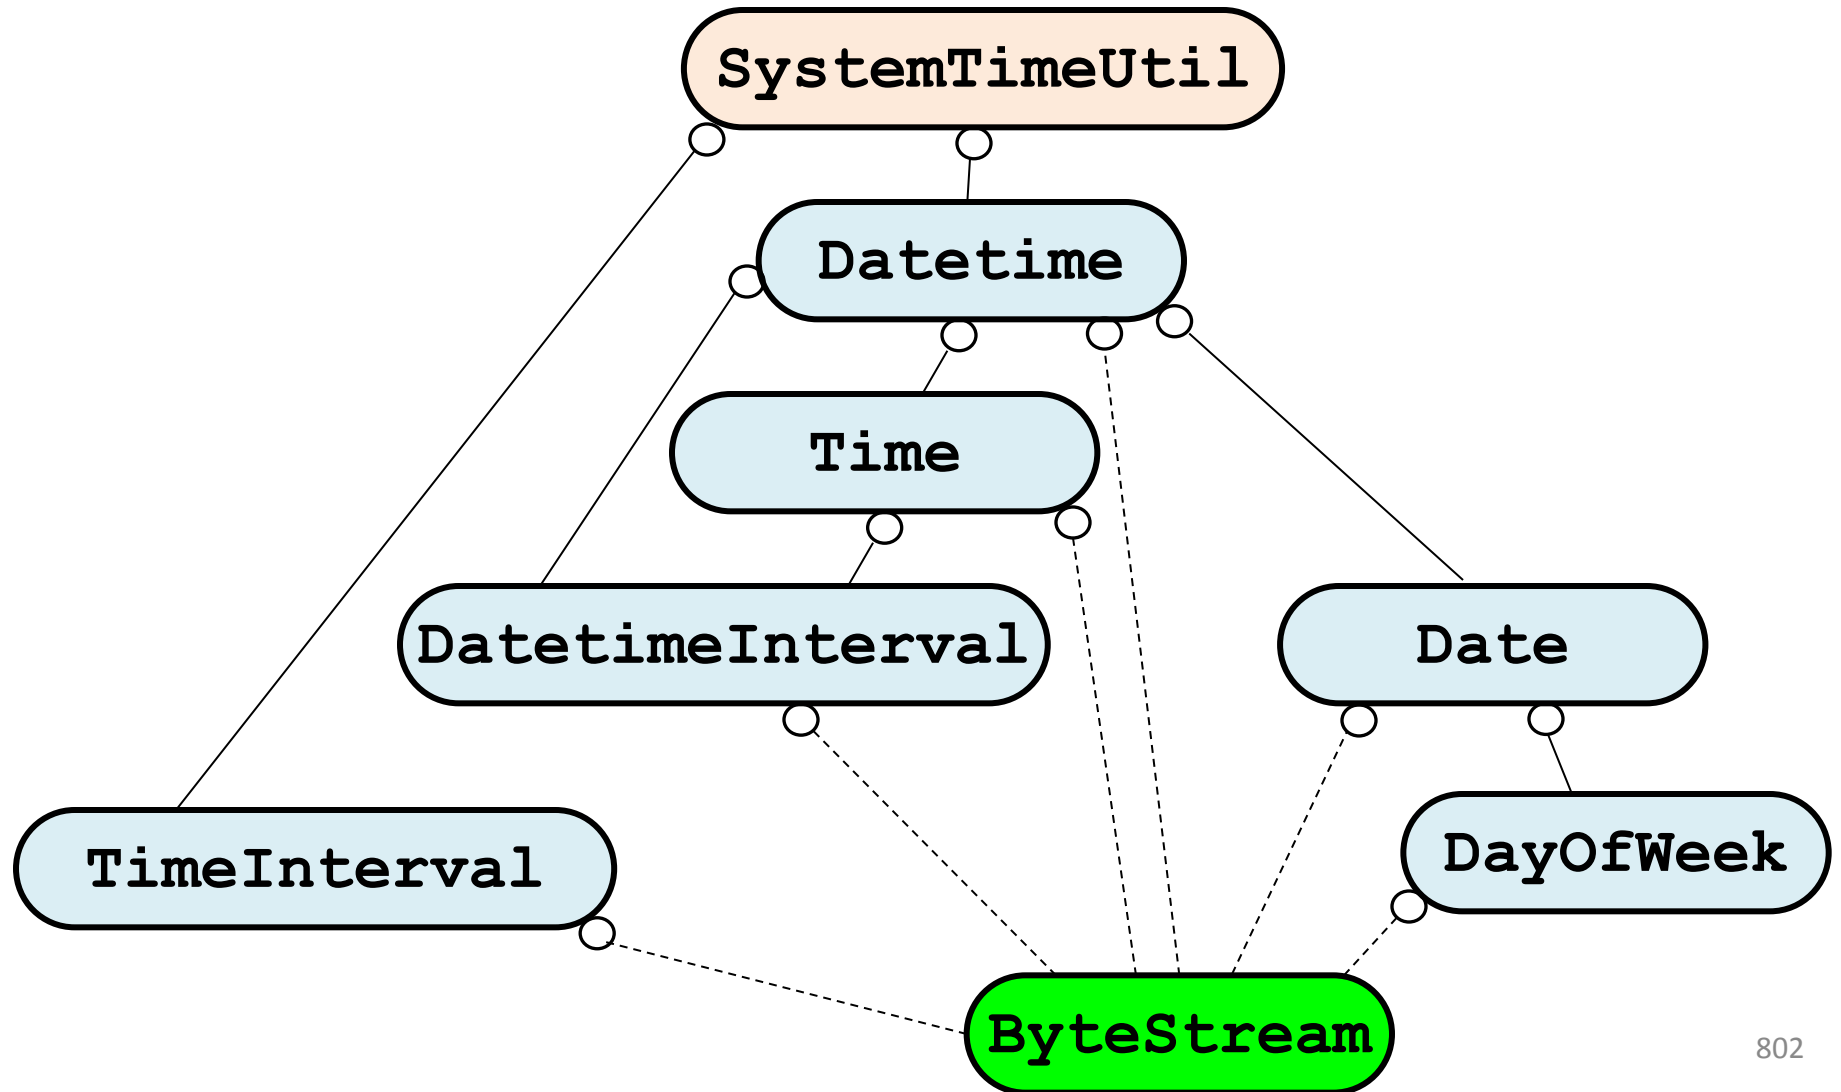 SystemTimeUtil
Datetime
Time
DatetimeInterval
Date
TimeInterval
DayOfWeek
ByteStream
802